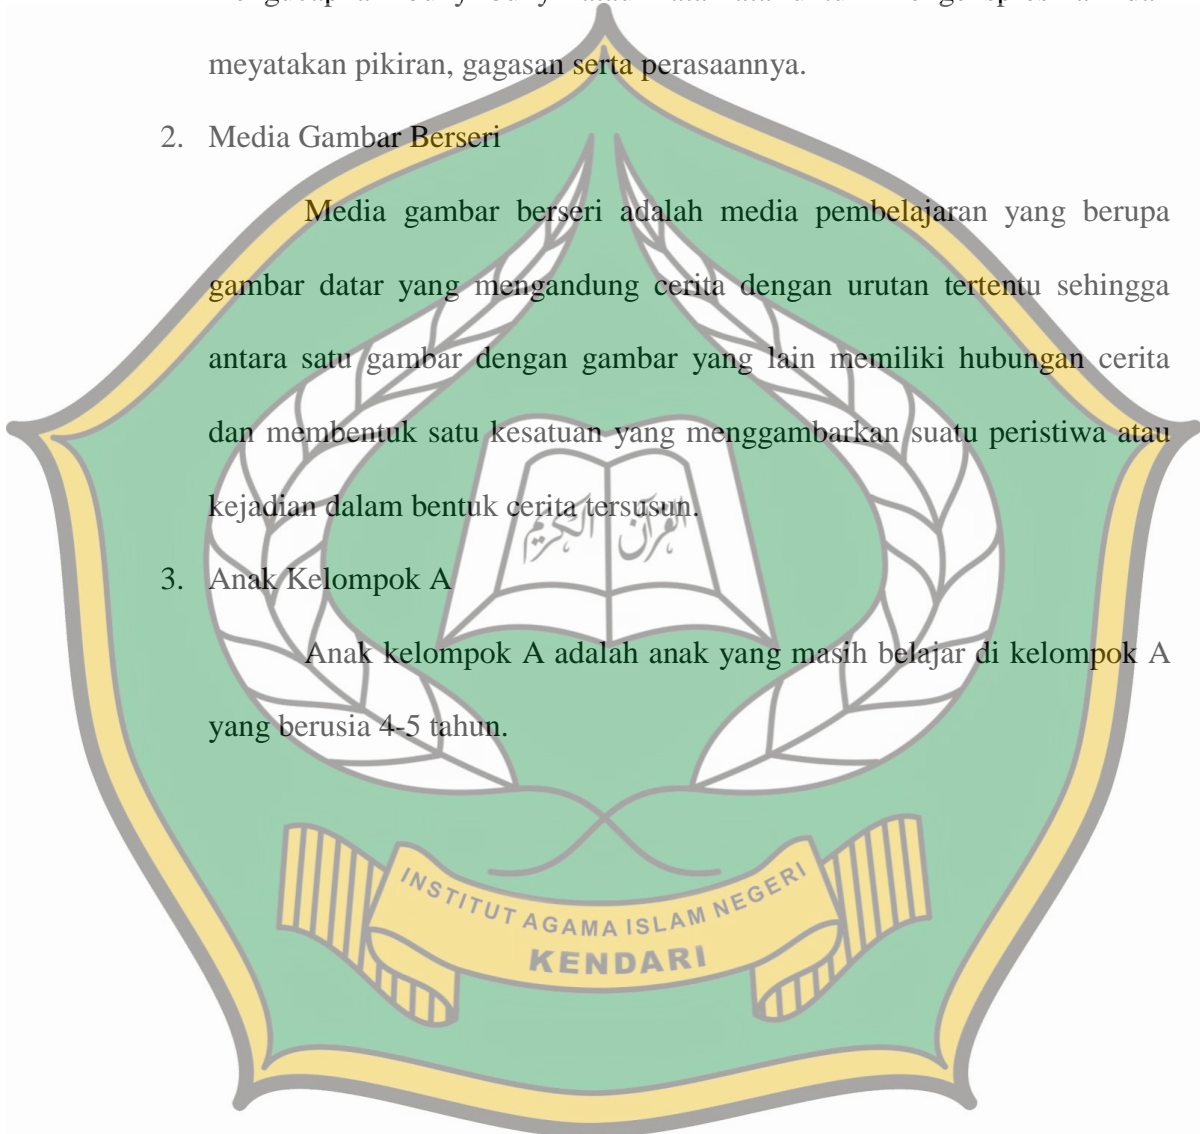 meyatakan pikiran, gagasan serta perasaannya.
2. Media Gambar Berseri
Media gambar berseri adalah media pembelajaran yang berupa
gambar datar yang mengandung cerita dengan urutan tertentu sehingga
antara satu gambar dengan gambar yang lain memiliki hubungan cerita
dan membentuk satu kesatuan yang menggambarkan suatu peristiwa atau
kejadian dalam bentuk cerita tersusun.
القرآن الكريم
3. Anak Kelompok A
Anak kelompok A adalah anak yang masih belajar di kelompok A
yang berusia 4-5 tahun.
INSTITUT AGAMA ISLAM NEGERI
KENDARI